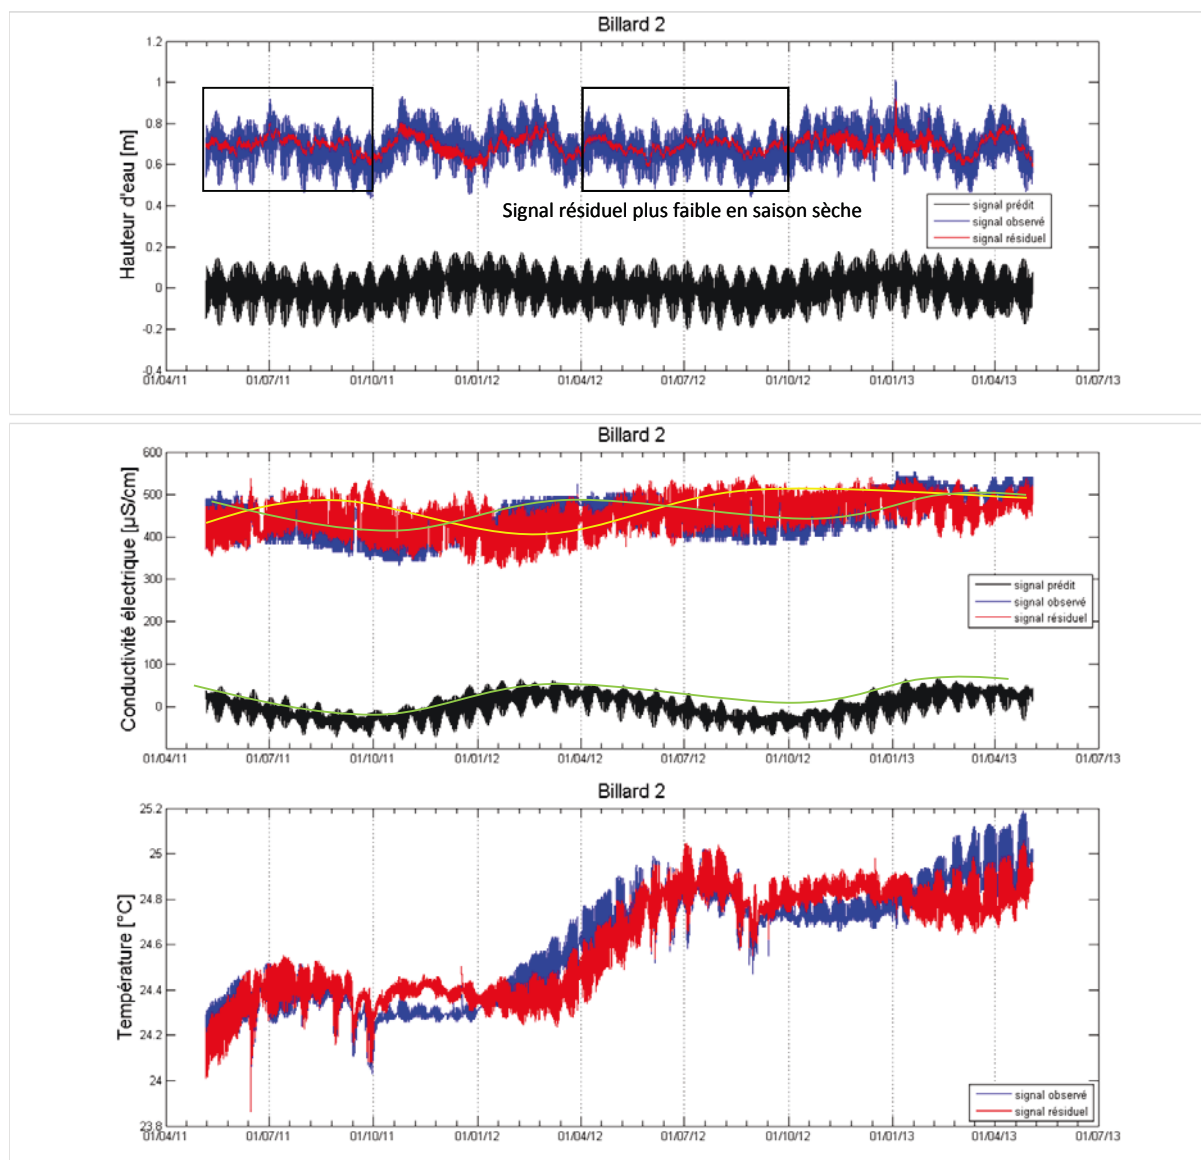 Billard 2
1.2
1
0.8
0.6
0.4
0.2
0
-0.2
-0.4
Hauteur d'eau [m]
Signal résiduel plus faible en saison sèche
signal prédit
signal observé
signal résiduel
01/04/11 01/07/11 01/10/11 01/01/12 01/04/12 01/07/12 01/10/12 01/01/13 01/04/13 01/07/13
Billard 2
600
500
400
300
200
100
0
Conductivité électrique [µS/cm]
signal prédit
signal observé
signal résiduel
01/04/11 01/07/11 01/10/11 01/01/12 01/04/12 01/07/12 01/10/12 01/01/13 01/04/13 01/07/13
Billard 2
25.2
25
24.8
24.6
24.4
24.2
24
23.8
Température [°C]
signal observé
signal résiduel
01/04/11 01/07/11 01/10/11 01/01/12 01/04/12 01/07/12 01/10/12 01/01/13 01/04/13 01/07/13